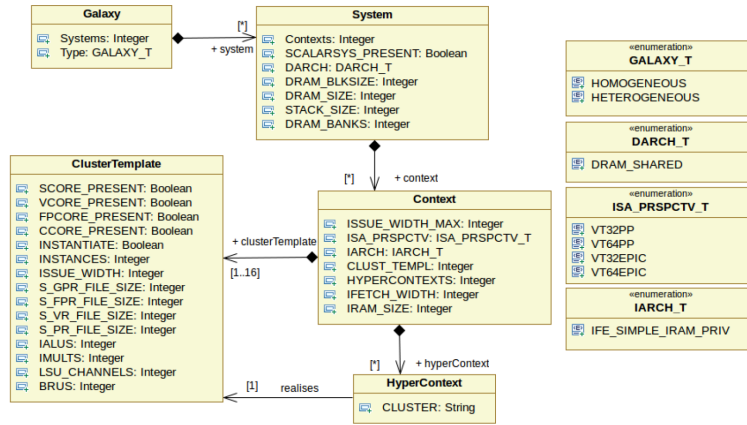 Galaxy
Systems: Integer
Type: GALAXY_T
[*]
+ system
System
Contexts: Integer
SCALARSYS_PRESENT: Boolean
DARCH: DARCH_T
DRAM_BLKSIZE: Integer
DRAM_SIZE: Integer
STACK_SIZE: Integer
DRAM_BANKS: Integer
«enumeration»
GALAXY_T
HOMOGENEOUS
HETEROGENEOUS
«enumeration»
DARCH_T
DRAM_SHARED
«enumeration»
ISA_PRSPCTV_T
VT32PP
VT64PP
VT32EPIC
VT64EPIC
«enumeration»
IARCH_T
IFE_SIMPLE_IRAM_PRIV
[*]
+ context
ClusterTemplate
SCORE_PRESENT: Boolean
VCORE_PRESENT: Boolean
FPCORE_PRESENT: Boolean
CCORE_PRESENT: Boolean
INSTANTIATE: Boolean
INSTANCES: Integer
ISSUE_WIDTH: Integer
S_GPR_FILE_SIZE: Integer
S_FPR_FILE_SIZE: Integer
S_VR_FILE_SIZE: Integer
S_PR_FILE_SIZE: Integer
IALUS: Integer
IMULTS: Integer
LSU_CHANNELS: Integer
BRUS: Integer
+ clusterTemplate
[1..16]
Context
ISSUE_WIDTH_MAX: Integer
ISA_PRSPCTV: ISA_PRSPCTV_T
IARCH: IARCH_T
CLUST_TEMPL: Integer
HYPERCONTEXTS: Integer
IFETCH_WIDTH: Integer
IRAM_SIZE: Integer
[*]
+ hyperContext
[1]
realises
HyperContext
CLUSTER: String